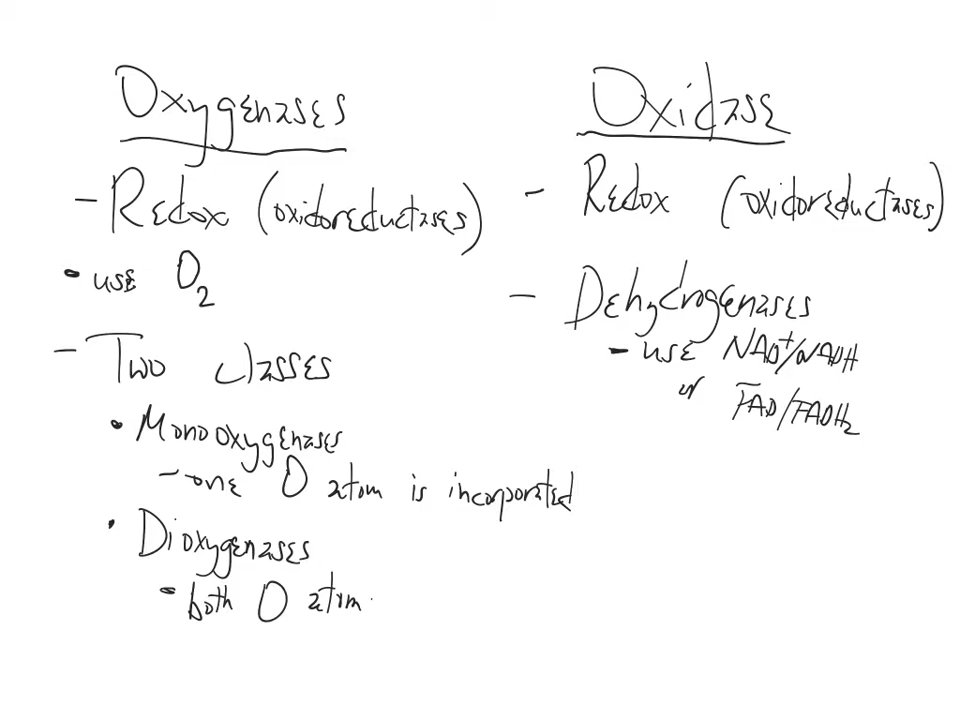 Oxygenases
- Redox (oxidoreductases)
• use O2
- Two classes
• Monooxygenases
- one O atom is incorporated
• Dioxygenases
- both O atom
Oxidase
- Redox (oxidoreductases)
- Dehydrogenases
- use NAD+/NADH
or FAD/FADH2